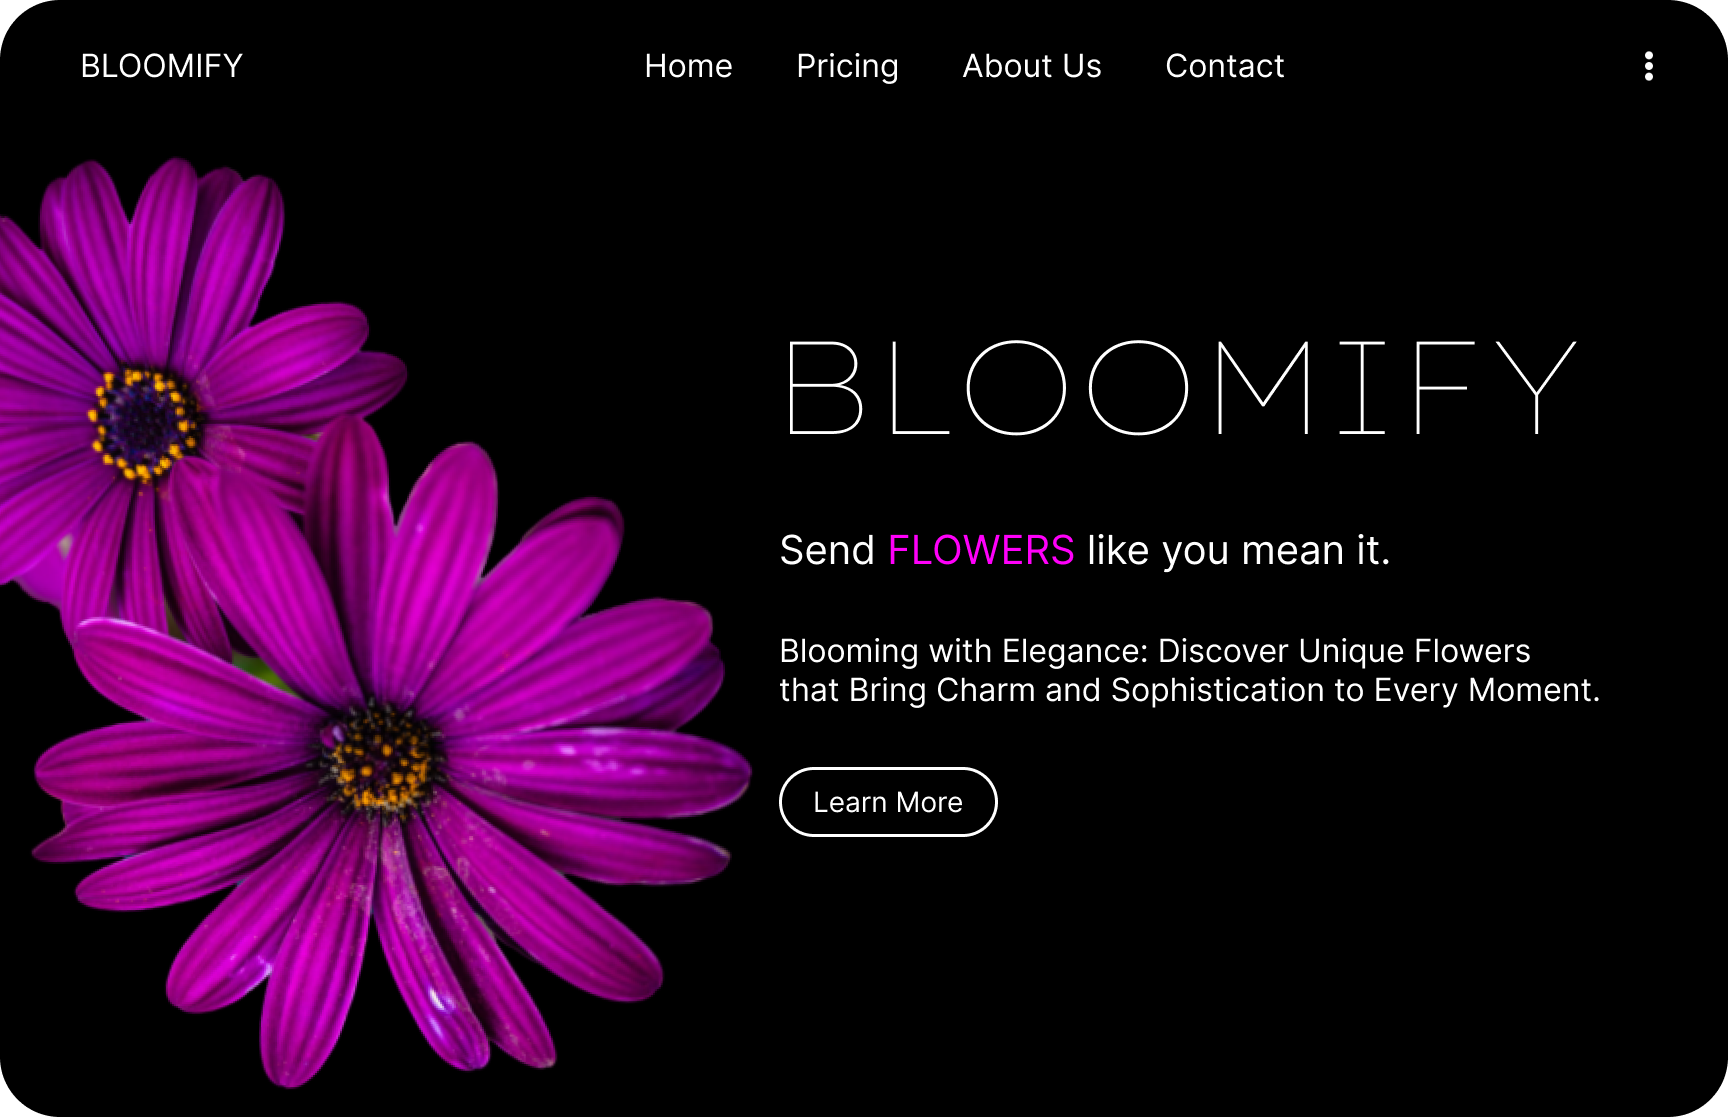 BLOOMIFY
Home Pricing About Us Contact
BLOOMIFY
Send FLOWERS like you mean it.
Blooming with Elegance: Discover Unique Flowers
that Bring Charm and Sophistication to Every Moment.
Learn More